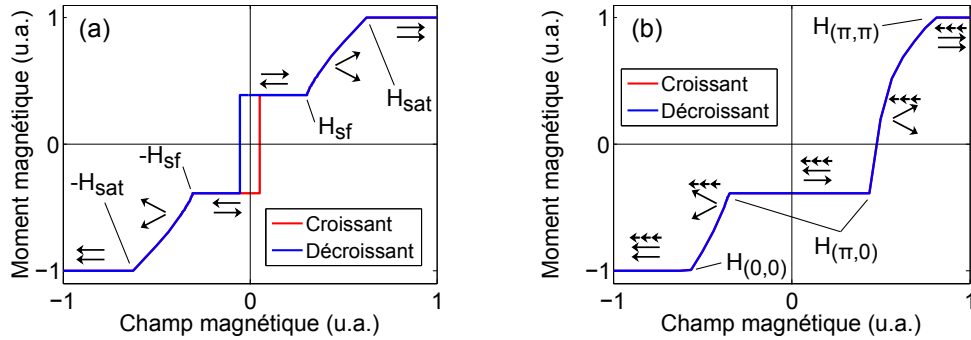 (a)
Moment magnétique (u.a.)
1
0
−1
−1
0
1
Champ magnétique (u.a.)
H_sat
H_sf
-H_sf
-H_sat
Croissant
Décroissant
(b)
Moment magnétique (u.a.)
1
0
−1
−1
0
1
Champ magnétique (u.a.)
H_(π,π)
Croissant
Décroissant
H_(π,0)
H_(0,0)